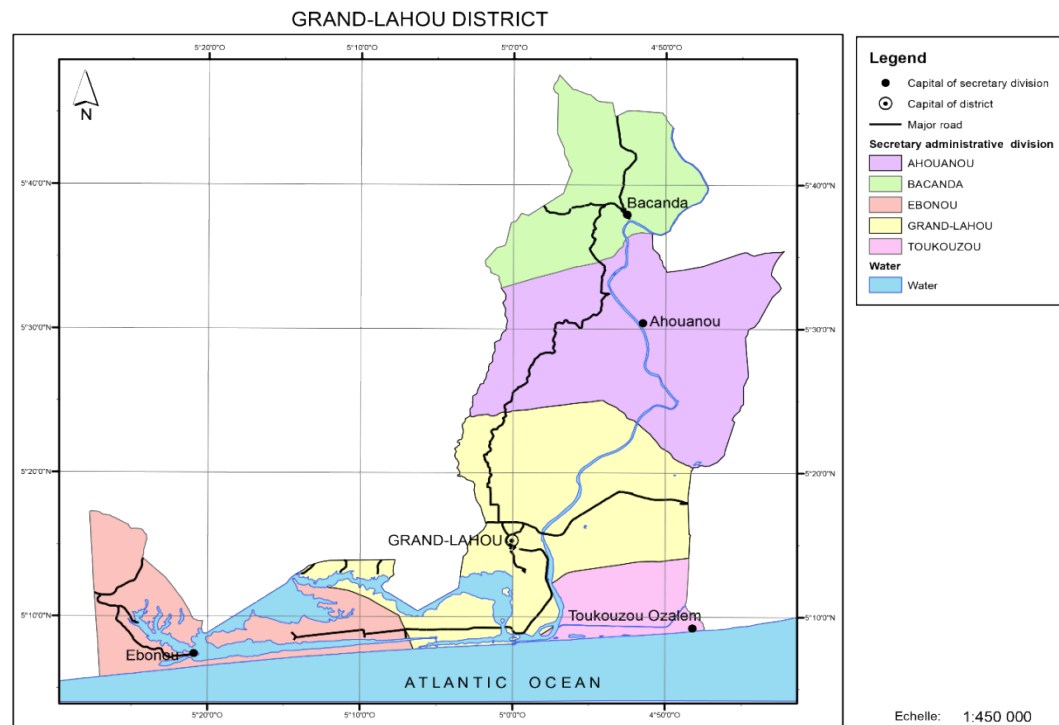 GRAND-LAHOU DISTRICT
5°20'0"O 5°10'0"O 5°0'0"O 4°50'0"O
N
5°40'0"N 5°40'0"N
Bacanda
5°30'0"N 5°30'0"N
Ahouanou
5°20'0"N 5°20'0"N
GRAND-LAHOU
5°10'0"N 5°10'0"N
Toukouzou Ozalem
Ebonou
ATLANTIC OCEAN
5°20'0"O 5°10'0"O 5°0'0"O 4°50'0"O
Legend
Capital of secretary division
Capital of district
Major road
Secretary administrative division
AHOUANOU
BACANDA
EBONOU
GRAND-LAHOU
TOUKOUZOU
Water
Water
Echelle: 1:450 000